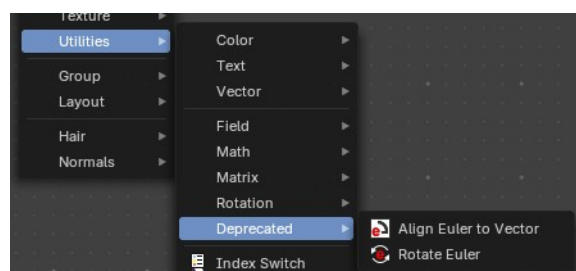 Texture
Utilities
Group
Layout
Hair
Normals
Color
Text
Vector
Field
Math
Matrix
Rotation
Deprecated
Index Switch
Align Euler to Vector
Rotate Euler